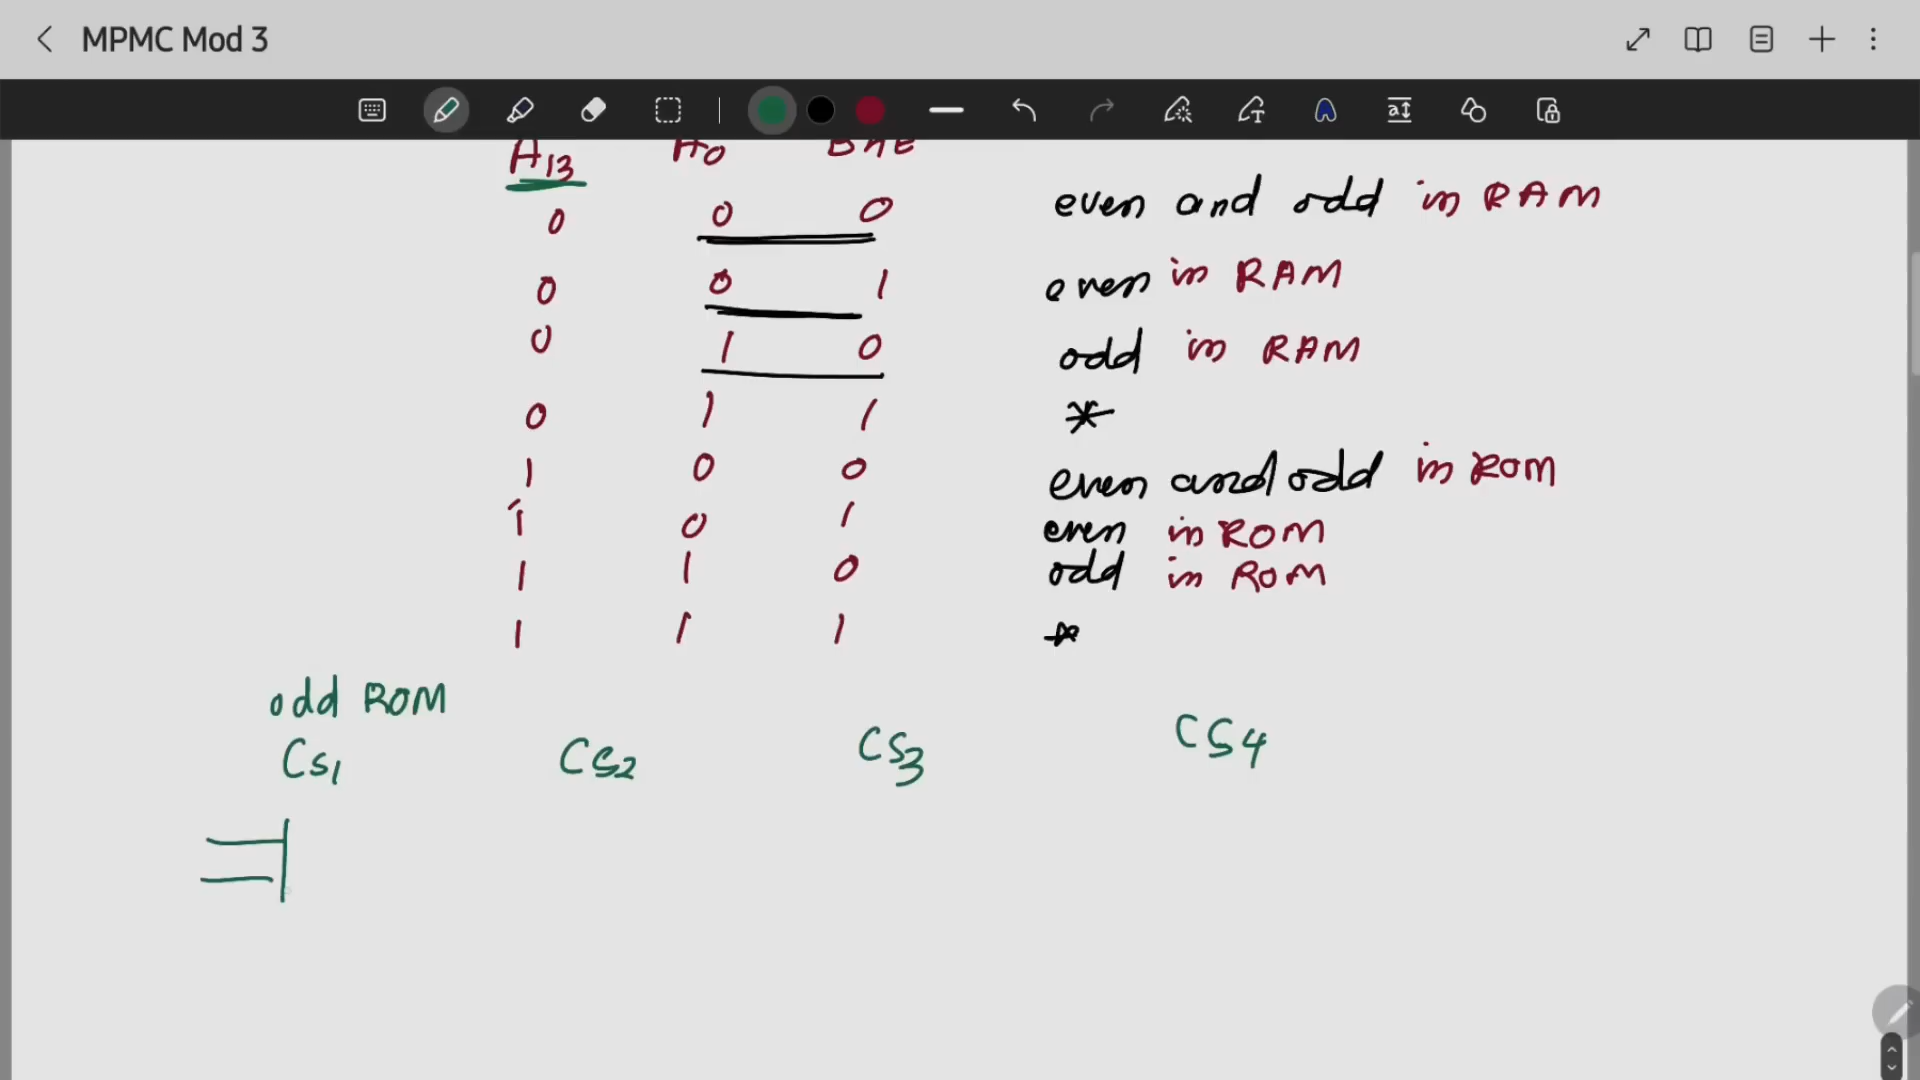 MPMC Mod 3
A13 A0 BHE
0 0 0 even and odd in RAM
0 0 1 even in RAM
0 1 0 odd in RAM
0 1 1 *
1 0 0 even and odd in ROM
1 0 1 even in ROM
1 1 0 odd in ROM
1 1 1 *
odd ROM
CS1 CS2 CS3 CS4